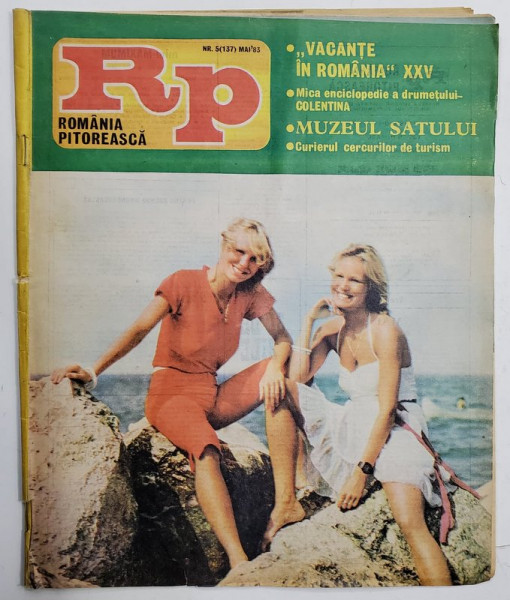 NR. 5(137) MAI'83
Rp
ROMÂNIA
PITOREASCĂ
• „VACANȚE
ÎN ROMÂNIA“ XXV
• Mica enciclopedie a drumețului-
COLENTINA
• MUZEUL SATULUI
• Curierul cercurilor de turism